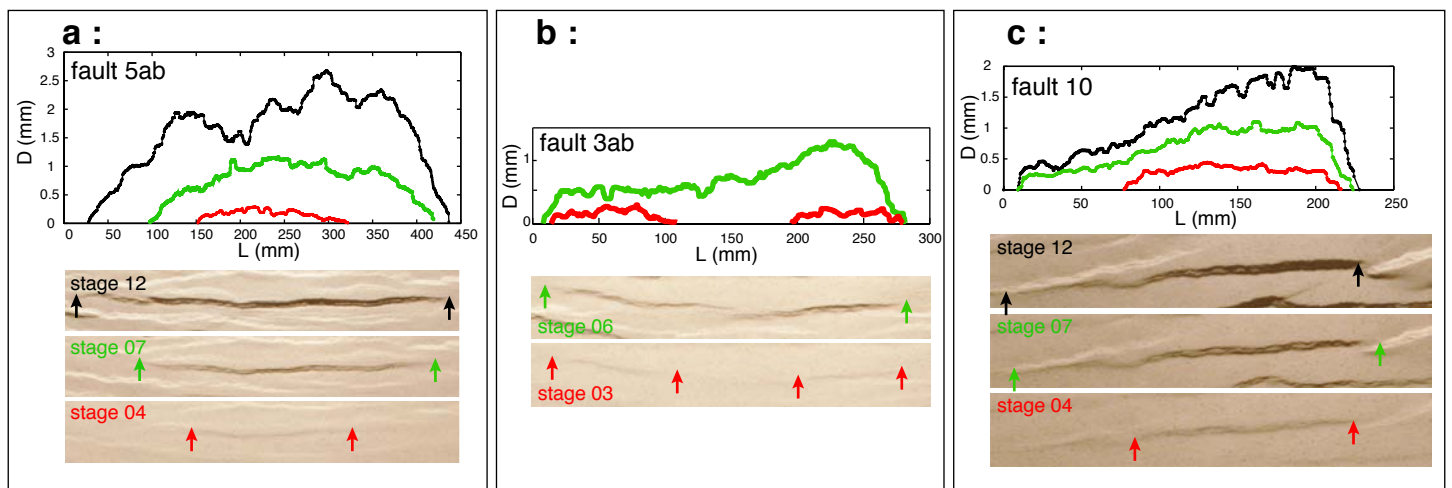 a :
fault 5ab
D (mm)
3
2.5
2
1.5
1
0.5
0
0 50 100 150 200 250 300 350 400 450
L (mm)
stage 12
stage 07
stage 04
b :
fault 3ab
D (mm)
1
0
0 50 100 150 200 250 300
L (mm)
stage 06
stage 03
c :
fault 10
D (mm)
2
1.5
1
0.5
0
0 50 100 150 200 250
L (mm)
stage 12
stage 07
stage 04